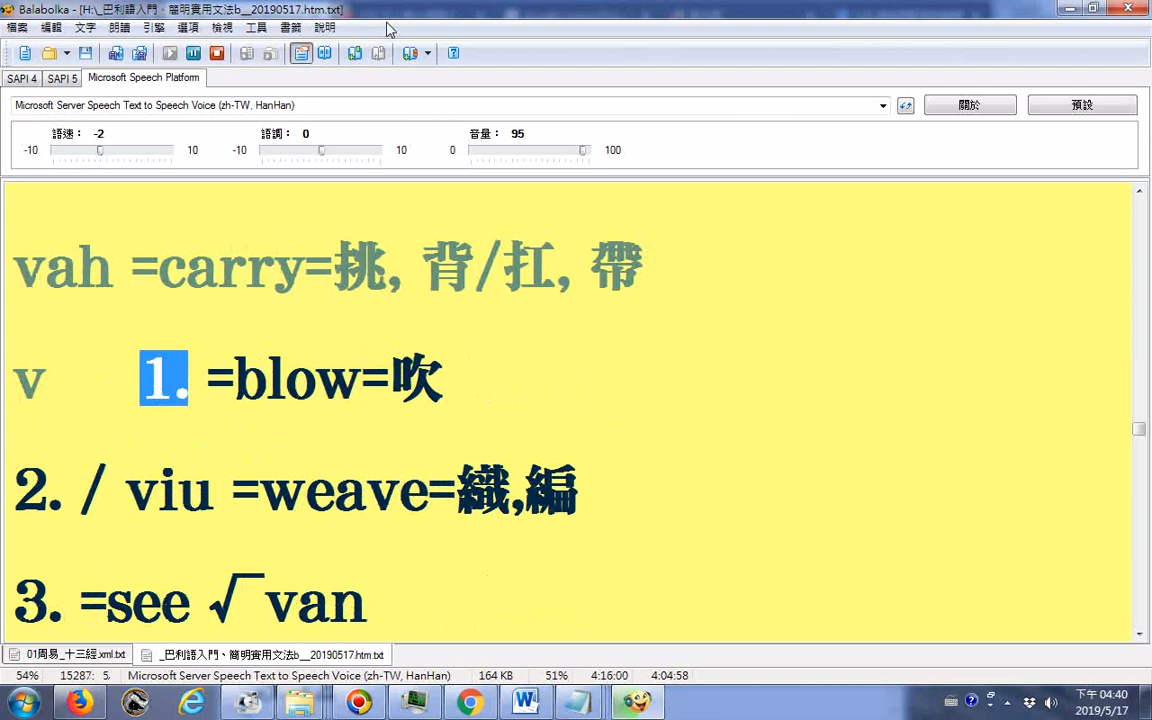 Balabolka - [H:\_巴利語入門、簡明實用文法b__20190517.htm.txt]
檔案 編輯 文字 朗讀 引擎 選項 檢視 工具 書籤 說明
SAPI 4 SAPI 5 Microsoft Speech Platform
Microsoft Server Speech Text to Speech Voice (zh-TW, HanHan) 關於 預設
語速： -2 語調： 0 音量： 95
-10 10 -10 10 0 100
vah =carry=挑, 背/扛, 帶
v 1. =blow=吹
2. / viu =weave=織,編
3. =see √van
01周易_十三經.xml.txt _巴利語入門、簡明實用文法b__20190517.htm.txt
54% 15287: 5. Microsoft Server Speech Text to Speech Voice (zh-TW, HanHan) 164 KB 51% 4:16:00 4:04:58
下午 04:40
2019/5/17